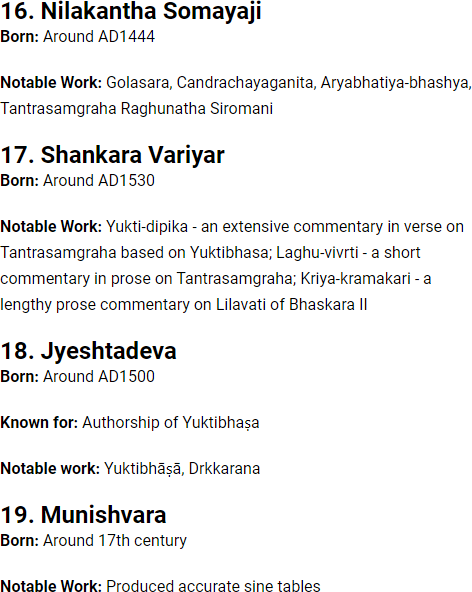 16. Nilakantha Somayaji
Born: Around AD1444
Notable Work: Golasara, Candrachayaganita, Aryabhatiya-bhashya,
Tantrasamgraha Raghunatha Siromani
17. Shankara Variyar
Born: Around AD1530
Notable Work: Yukti-dipika - an extensive commentary in verse on
Tantrasamgraha based on Yuktibhasa; Laghu-vivrti - a short
commentary in prose on Tantrasamgraha; Kriya-kramakari - a
lengthy prose commentary on Lilavati of Bhaskara II
18. Jyeshtadeva
Born: Around AD1500
Known for: Authorship of Yuktibhaṣa
Notable work: Yuktibhāṣā, Drkkarana
19. Munishvara
Born: Around 17th century
Notable Work: Produced accurate sine tables